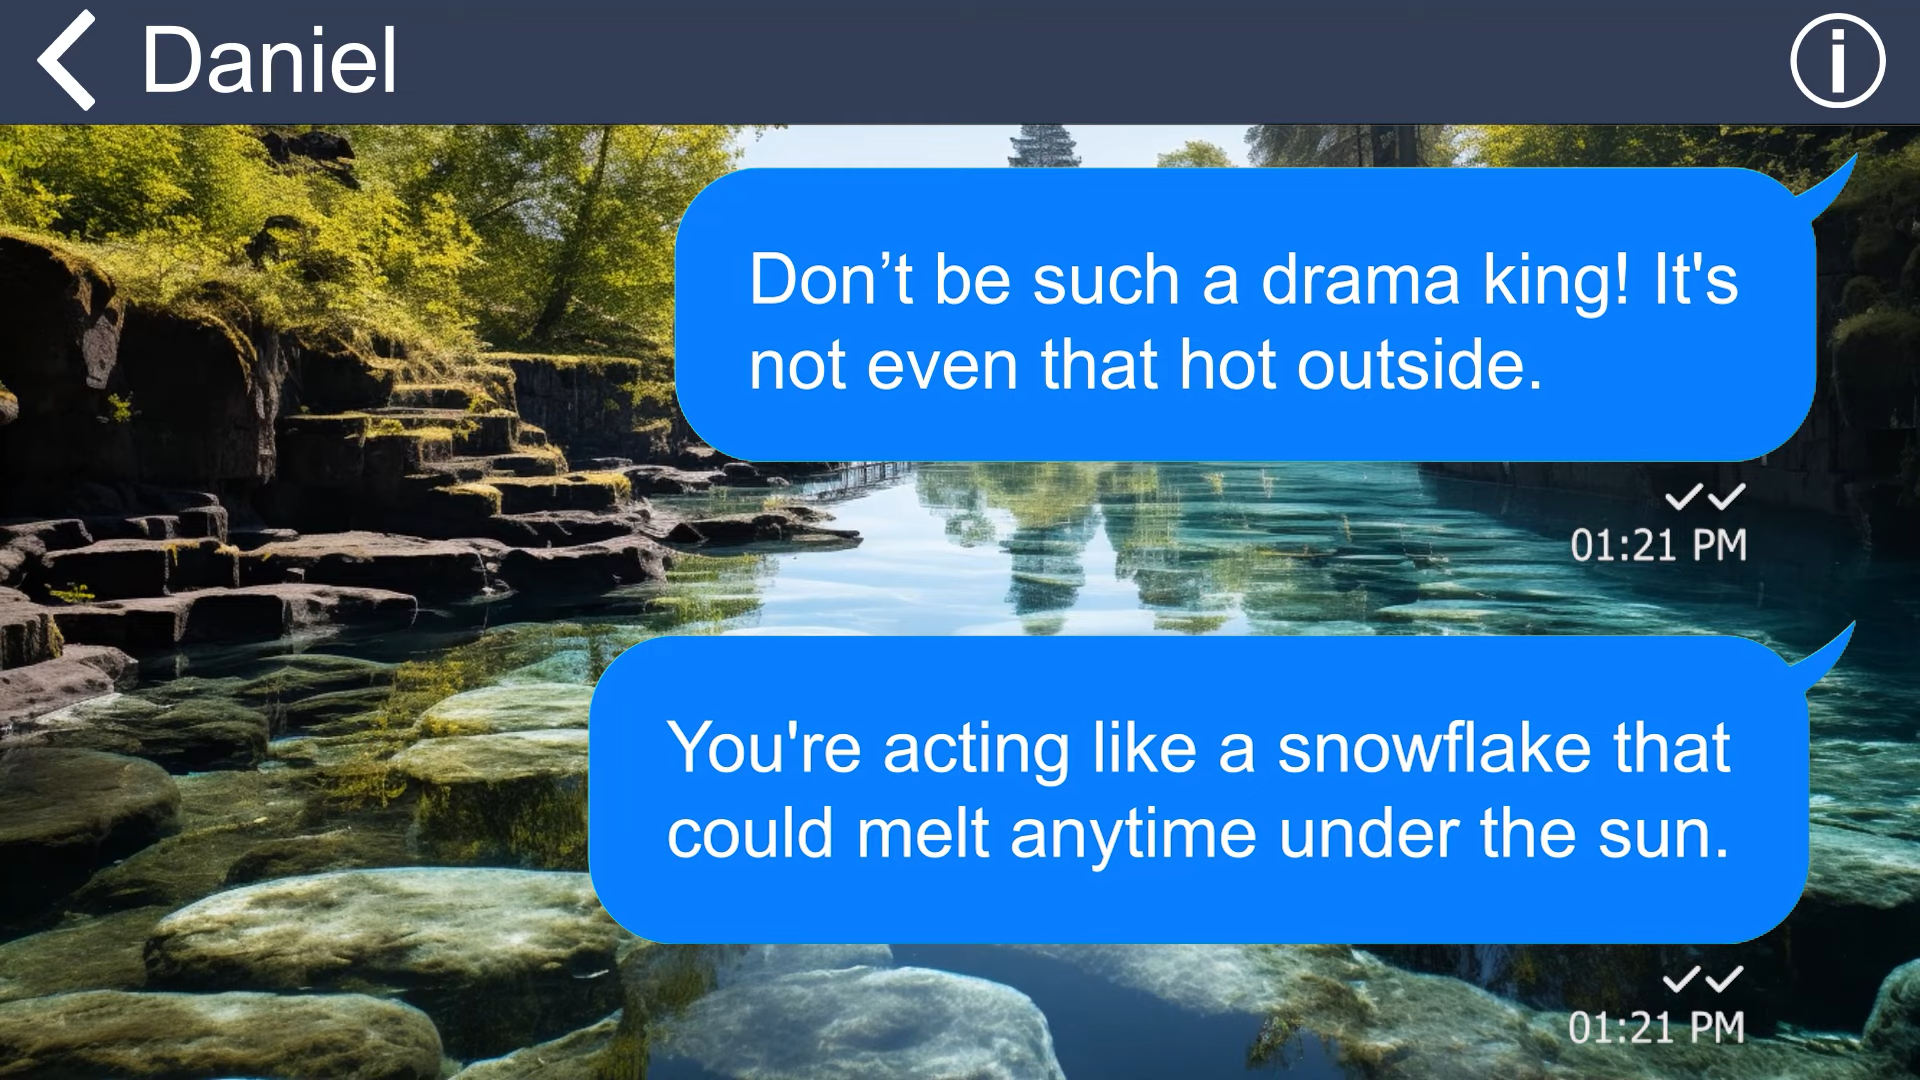 Daniel
Don’t be such a drama king! It's
not even that hot outside.
01:21 PM
You're acting like a snowflake that
could melt anytime under the sun.
01:21 PM